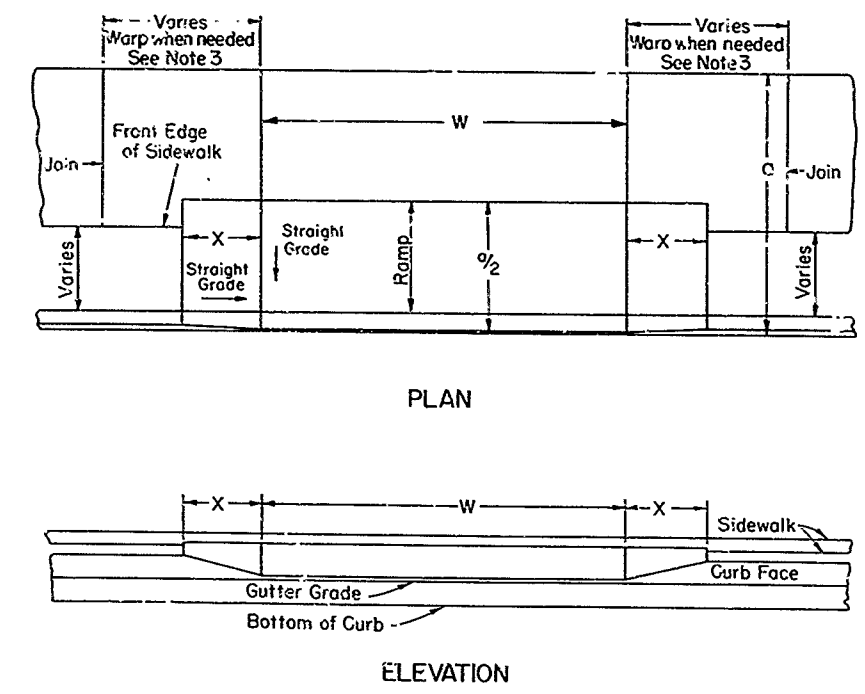 Varies
Warp when needed
See Note 3
Varies
Warp when needed
See Note 3
W
Front Edge
of Sidewalk
Join
a
Join
X
Straight
Grade
Straight
Grade
Varies
Ramp
a/2
X
Varies
PLAN
X
W
X
Sidewalk
Curb Face
Gutter Grade
Bottom of Curb
ELEVATION